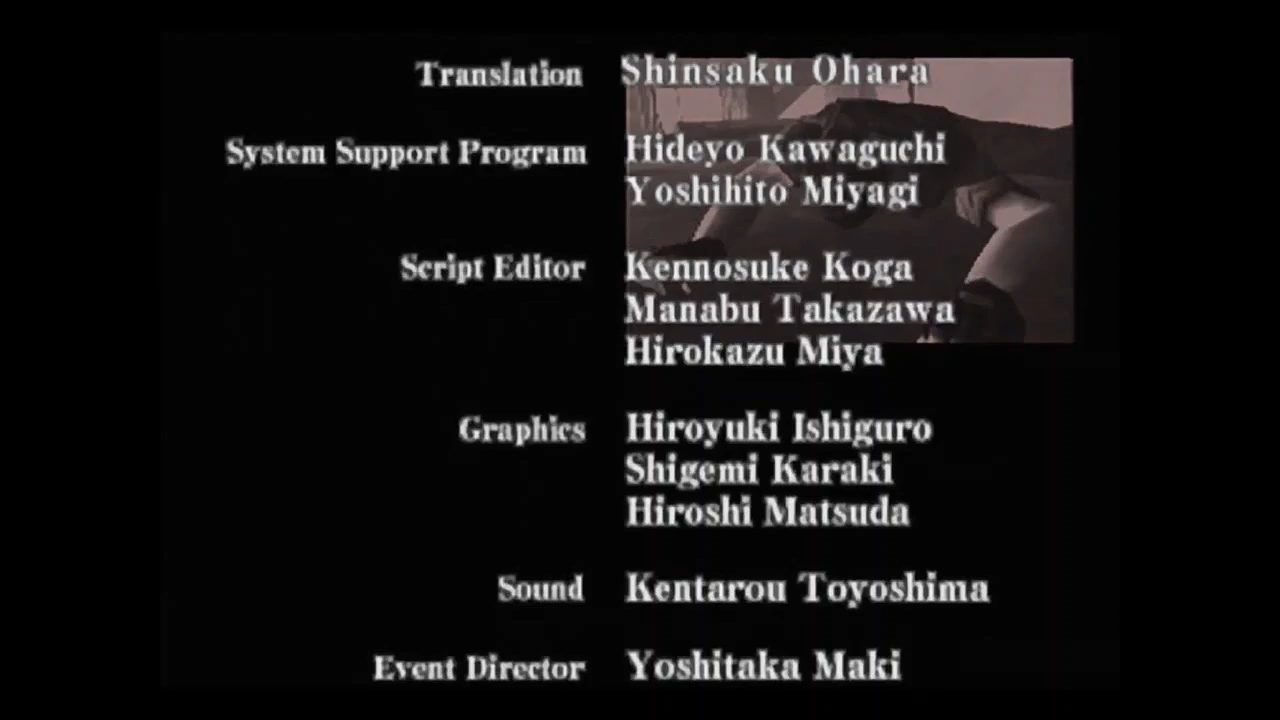 Translation Shinsaku Ohara
System Support Program Hideyo Kawaguchi
Yoshihito Miyagi
Script Editor Kennosuke Koga
Manabu Takazawa
Hirokazu Miya
Graphics Hiroyuki Ishiguro
Shigemi Karaki
Hiroshi Matsuda
Sound Kentarou Toyoshima
Event Director Yoshitaka Maki